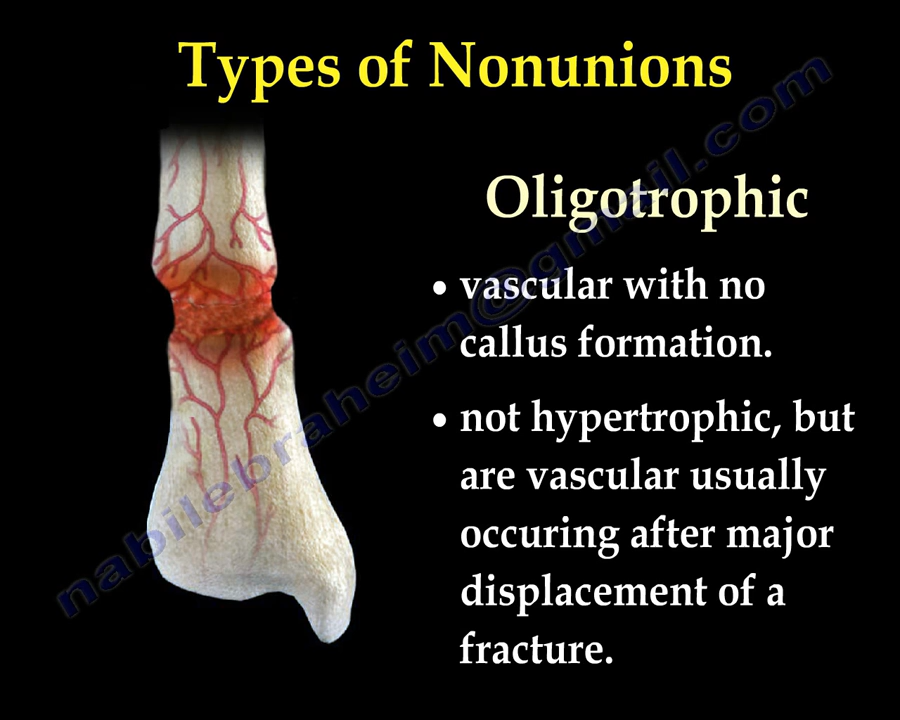 Types of Nonunions
Oligotrophic
• vascular with no
callus formation.
• not hypertrophic, but
are vascular usually
occuring after major
displacement of a
fracture.
nabilebraheim@gmail.com